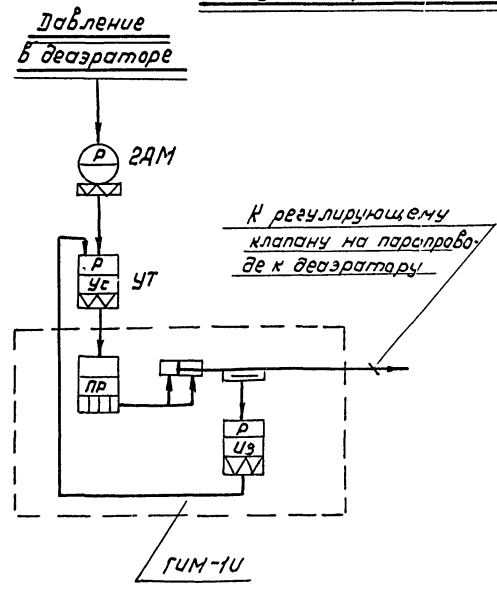 Давление
в деаэраторе
Р
2ДМ
К регулирующему
клапану на паропрово-
де к деаэратору
Р
Ус
УТ
ПР
Р
Из
ГИМ-1И